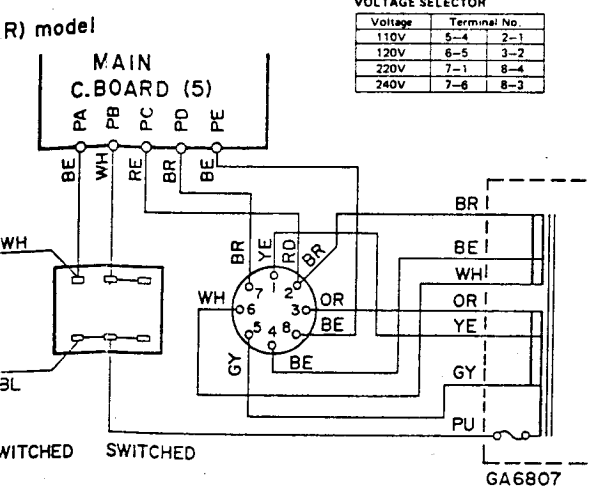 VOLTAGE SELECTOR
R) model
Voltage Terminal No.
110V 5-4 2-1
120V 6-5 3-2
220V 7-1 8-4
240V 7-6 8-3
MAIN
C.BOARD (5)
PA PB PC PD PE
BE WH RE BR BE
BR
BE
WH
OR
YE
GY
PU
BR YE RD BR
WH
7 1 2
WH 6 3 OR
5 4 8 BE
GY BE
BL
WITCHED SWITCHED
GA6807